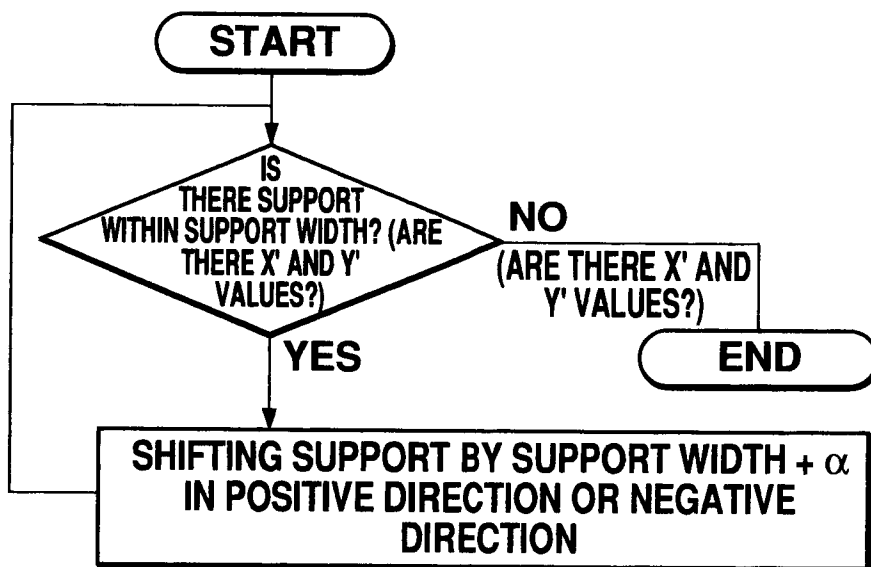 START
IS
THERE SUPPORT
WITHIN SUPPORT WIDTH? (ARE
THERE X' AND Y'
VALUES?)
NO
(ARE THERE X' AND
Y' VALUES?)
END
YES
SHIFTING SUPPORT BY SUPPORT WIDTH + α
IN POSITIVE DIRECTION OR NEGATIVE
DIRECTION